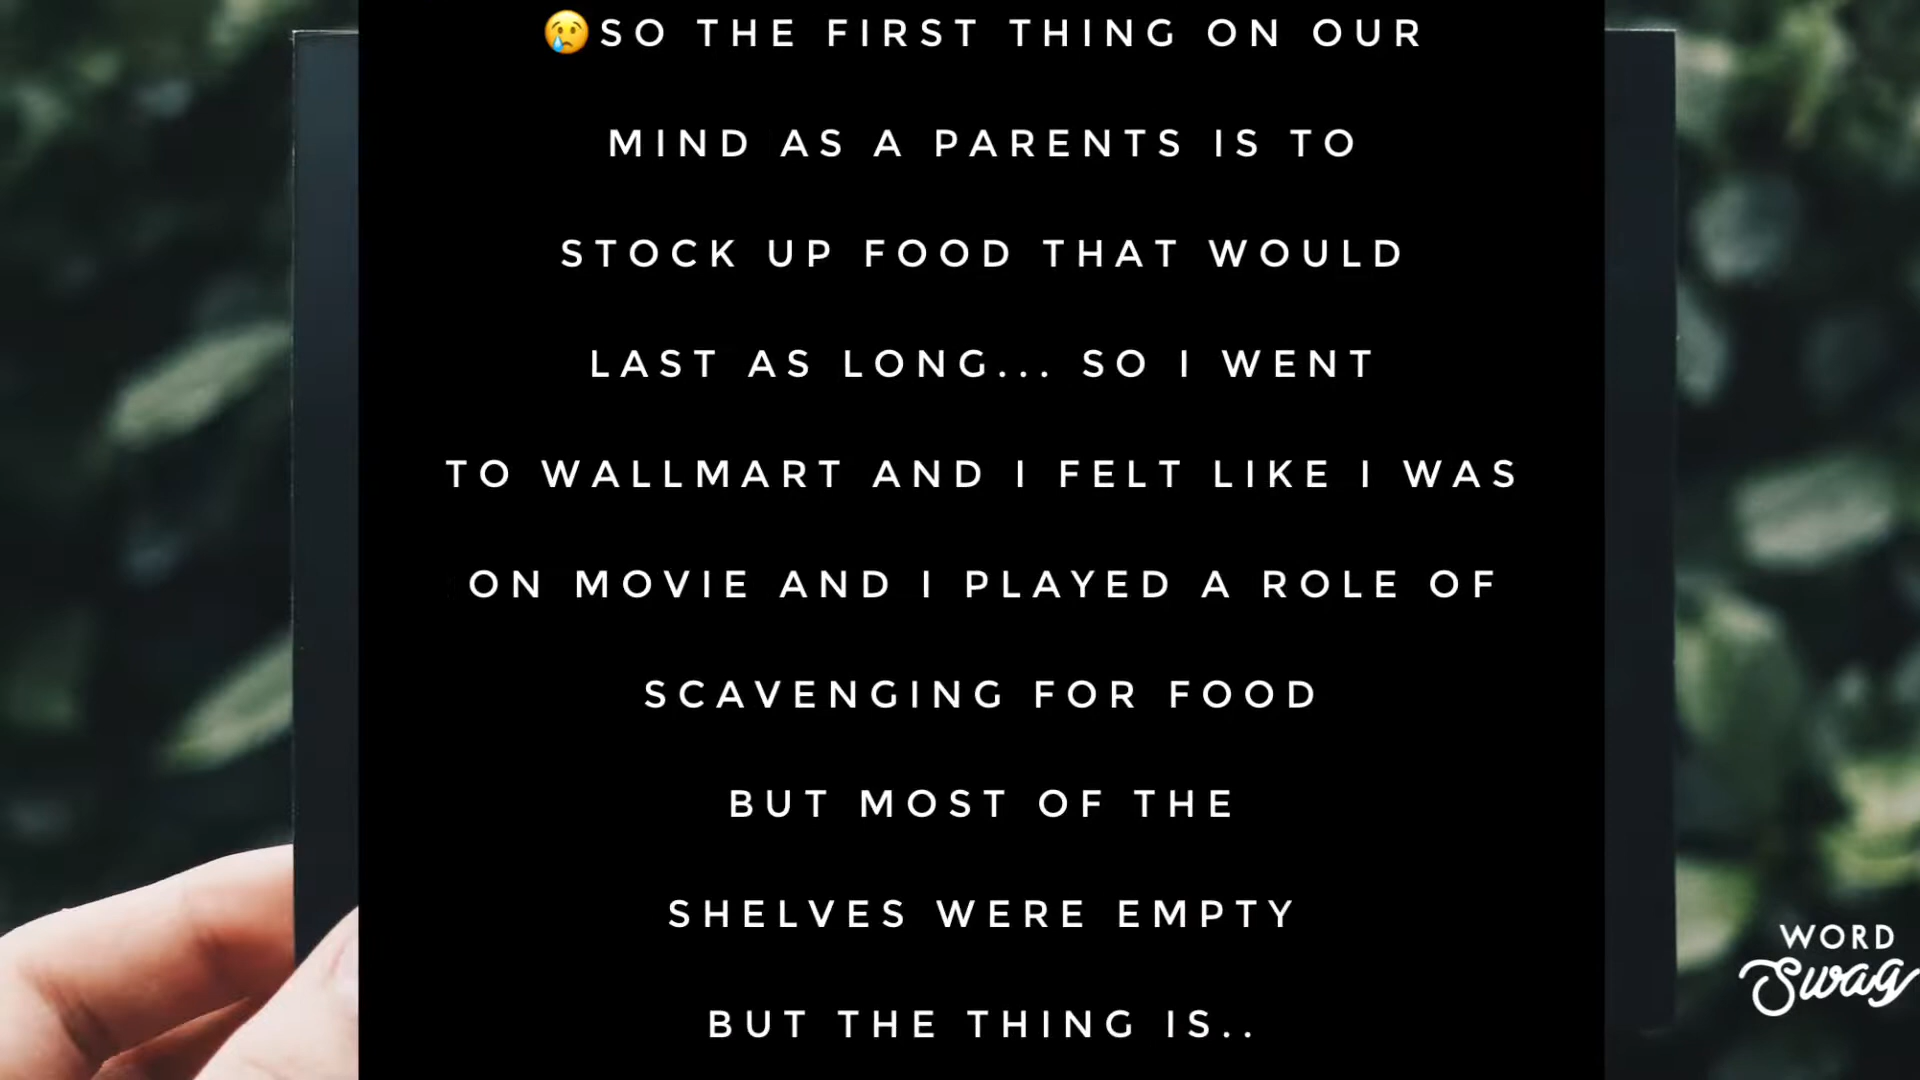 😢SO THE FIRST THING ON OUR
MIND AS A PARENTS IS TO
STOCK UP FOOD THAT WOULD
LAST AS LONG... SO I WENT
TO WALLMART AND I FELT LIKE I WAS
ON MOVIE AND I PLAYED A ROLE OF
SCAVENGING FOR FOOD
BUT MOST OF THE
SHELVES WERE EMPTY
BUT THE THING IS..
WORD
Swag